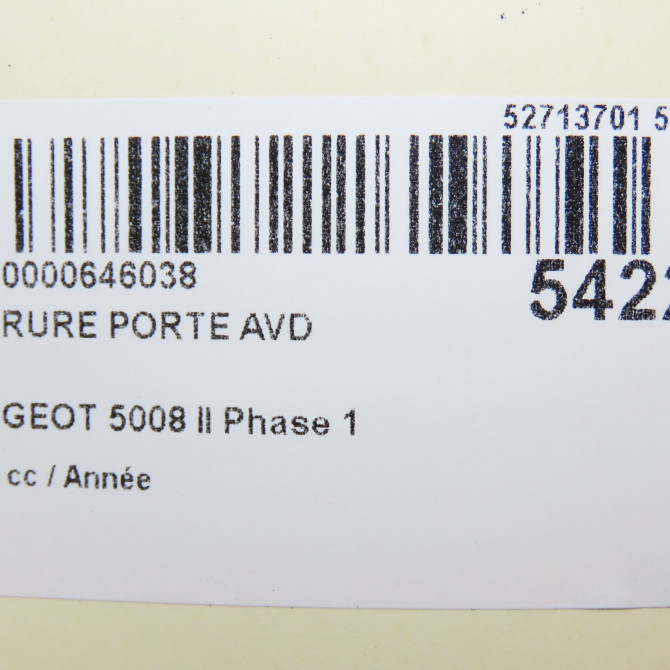 52713701 5
0000646038
5422
RURE PORTE AVD
GEOT 5008 II Phase 1
cc / Année